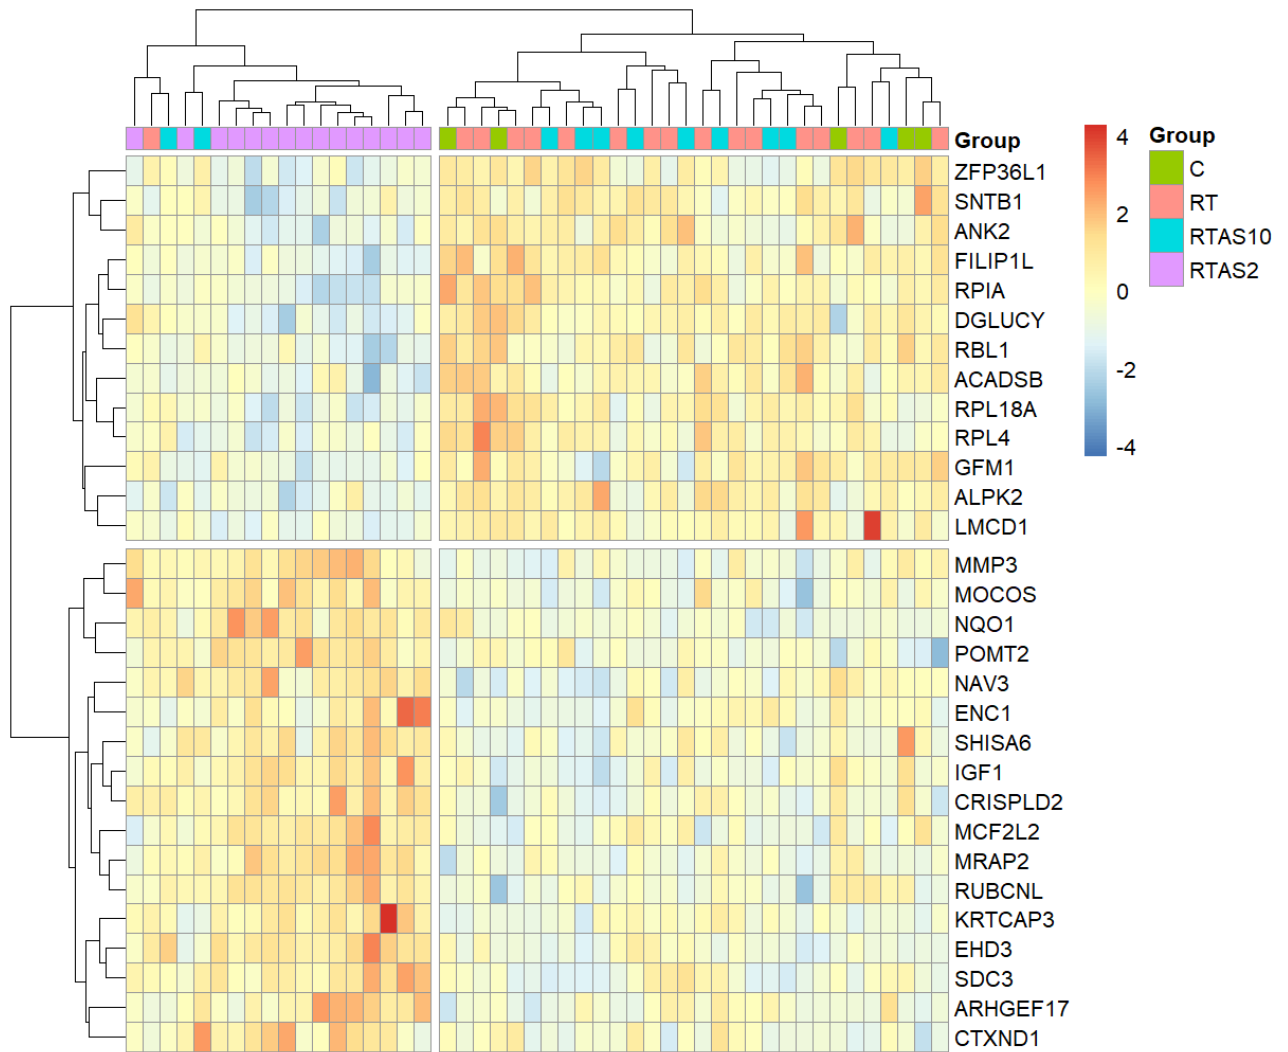 Group
ZFP36L1
SNTB1
ANK2
FILIP1L
RPIA
DGLUCY
RBL1
ACADSB
RPL18A
RPL4
GFM1
ALPK2
LMCD1
MMP3
MOCOS
NQO1
POMT2
NAV3
ENC1
SHISA6
IGF1
CRISPLD2
MCF2L2
MRAP2
RUBCNL
KRTCAP3
EHD3
SDC3
ARHGEF17
CTXND1
4
2
0
-2
-4
Group
C
RT
RTAS10
RTAS2